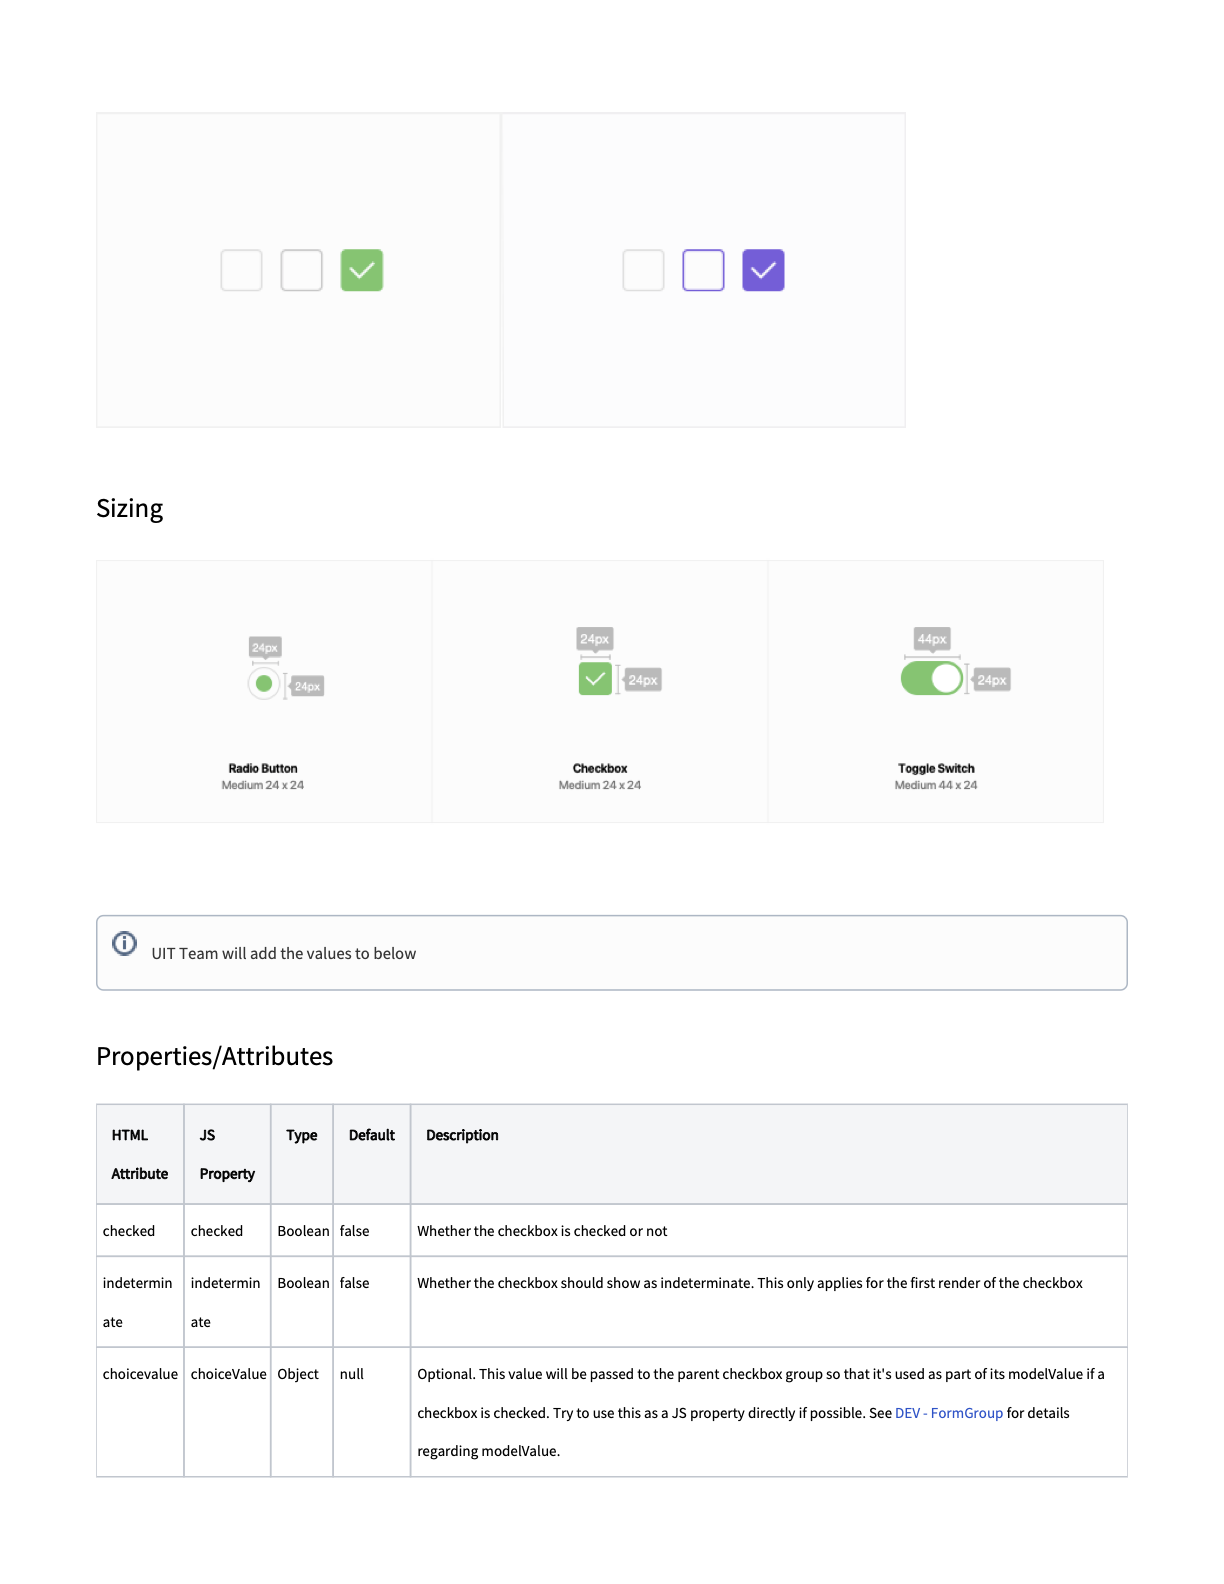 Sizing
24px
24px
Radio Button
Medium 24 x 24
24px
24px
Checkbox
Medium 24 x 24
44px
24px
Toggle Switch
Medium 44 x 24
UIT Team will add the values to below
Properties/Attributes
HTML
Attribute
JS
Property
Type
Default
Description
checked
checked
Boolean
false
Whether the checkbox is checked or not
indetermin
ate
indetermin
ate
Boolean
false
Whether the checkbox should show as indeterminate. This only applies for the first render of the checkbox
choicevalue
choiceValue
Object
null
Optional. This value will be passed to the parent checkbox group so that it's used as part of its modelValue if a
checkbox is checked. Try to use this as a JS property directly if possible. See DEV - FormGroup for details
regarding modelValue.